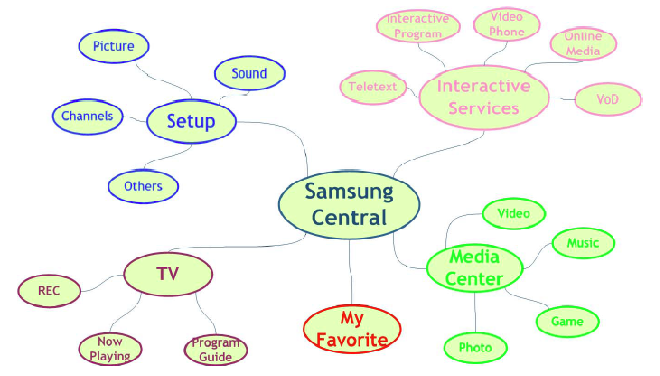 Picture
Sound
Channels
Setup
Others
Interactive
Program
Video
Phone
Online
Media
Teletext
Interactive
Services
VoD
Samsung
Central
TV
REC
Now
Playing
Program
Guide
My
Favorite
Media
Center
Video
Music
Game
Photo